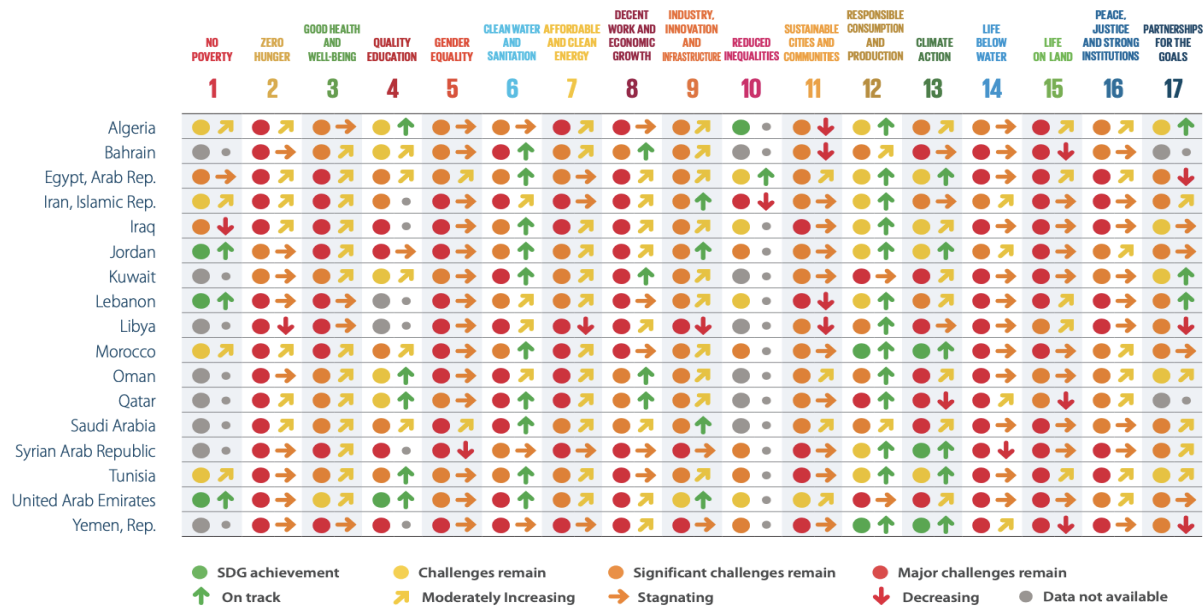 NO POVERTY
ZERO HUNGER
GOOD HEALTH AND WELL-BEING
QUALITY EDUCATION
GENDER EQUALITY
CLEAN WATER AND SANITATION
AFFORDABLE AND CLEAN ENERGY
DECENT WORK AND ECONOMIC GROWTH
INDUSTRY, INNOVATION AND INFRASTRUCTURE
REDUCED INEQUALITIES
SUSTAINABLE CITIES AND COMMUNITIES
RESPONSIBLE CONSUMPTION AND PRODUCTION
CLIMATE ACTION
LIFE BELOW WATER
LIFE ON LAND
PEACE, JUSTICE AND STRONG INSTITUTIONS
PARTNERSHIPS FOR THE GOALS
1 2 3 4 5 6 7 8 9 10 11 12 13 14 15 16 17
Algeria
Bahrain
Egypt, Arab Rep.
Iran, Islamic Rep.
Iraq
Jordan
Kuwait
Lebanon
Libya
Morocco
Oman
Qatar
Saudi Arabia
Syrian Arab Republic
Tunisia
United Arab Emirates
Yemen, Rep.
SDG achievement Challenges remain Significant challenges remain Major challenges remain
On track Moderately Increasing Stagnating Decreasing Data not available